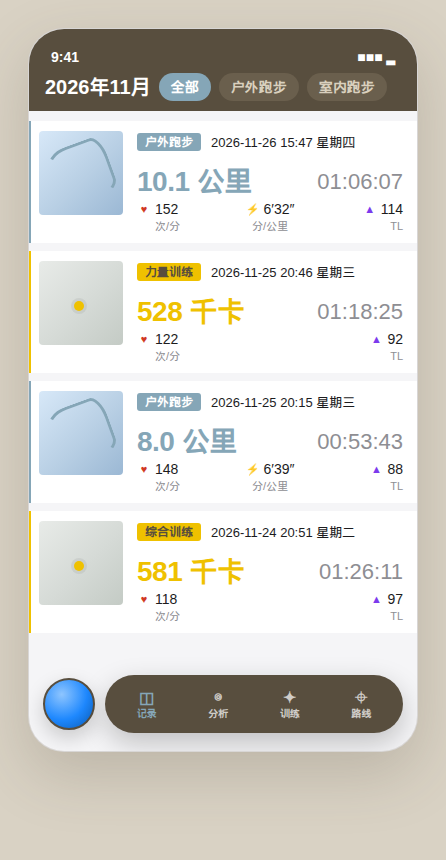 9:41
2026年11月 全部 户外跑步 室内跑步
户外跑步 2026-11-26 15:47 星期四
10.1 公里 01:06:07
152 6′32″ 114
次/分 分/公里 TL
力量训练 2026-11-25 20:46 星期三
528 千卡 01:18:25
122 92
次/分 TL
户外跑步 2026-11-25 20:15 星期三
8.0 公里 00:53:43
148 6′39″ 88
次/分 分/公里 TL
综合训练 2026-11-24 20:51 星期二
581 千卡 01:26:11
118 97
次/分 TL
记录 分析 训练 路线